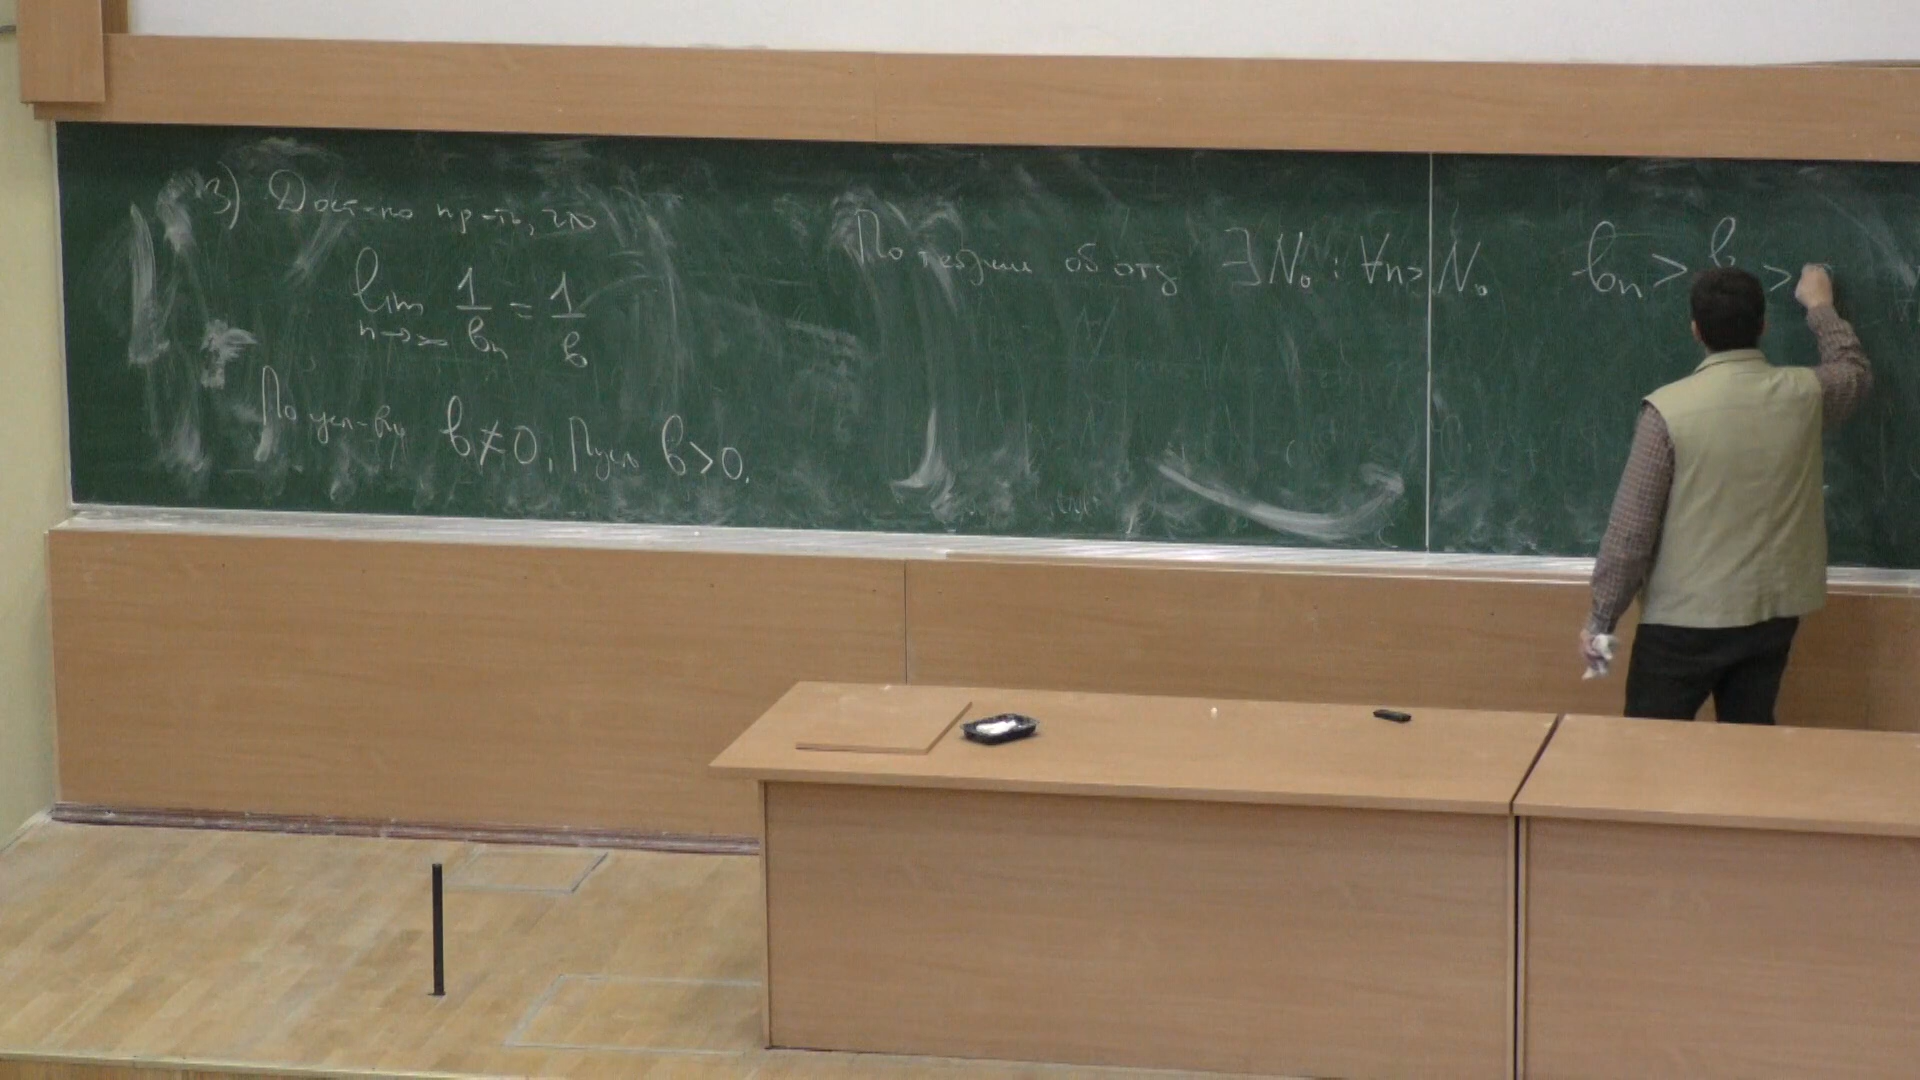 3) Дост-но пр-ть, что
lim 1/bₙ = 1/b
n→∞
По усл-вию b≠0. Пусть b>0.
По теореме об отд ∃N₀: ∀n>N₀ bₙ > b >